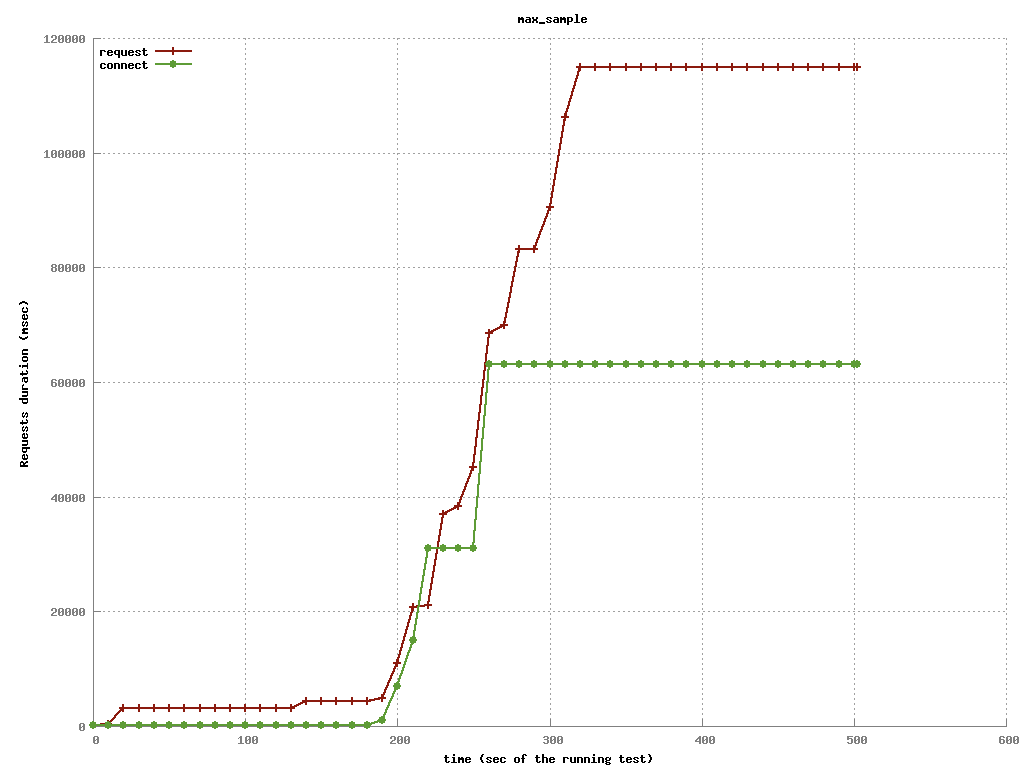 max_sample
request
connect
120000
100000
80000
60000
40000
20000
0
Requests duration (msec)
0 100 200 300 400 500 600
time (sec of the running test)